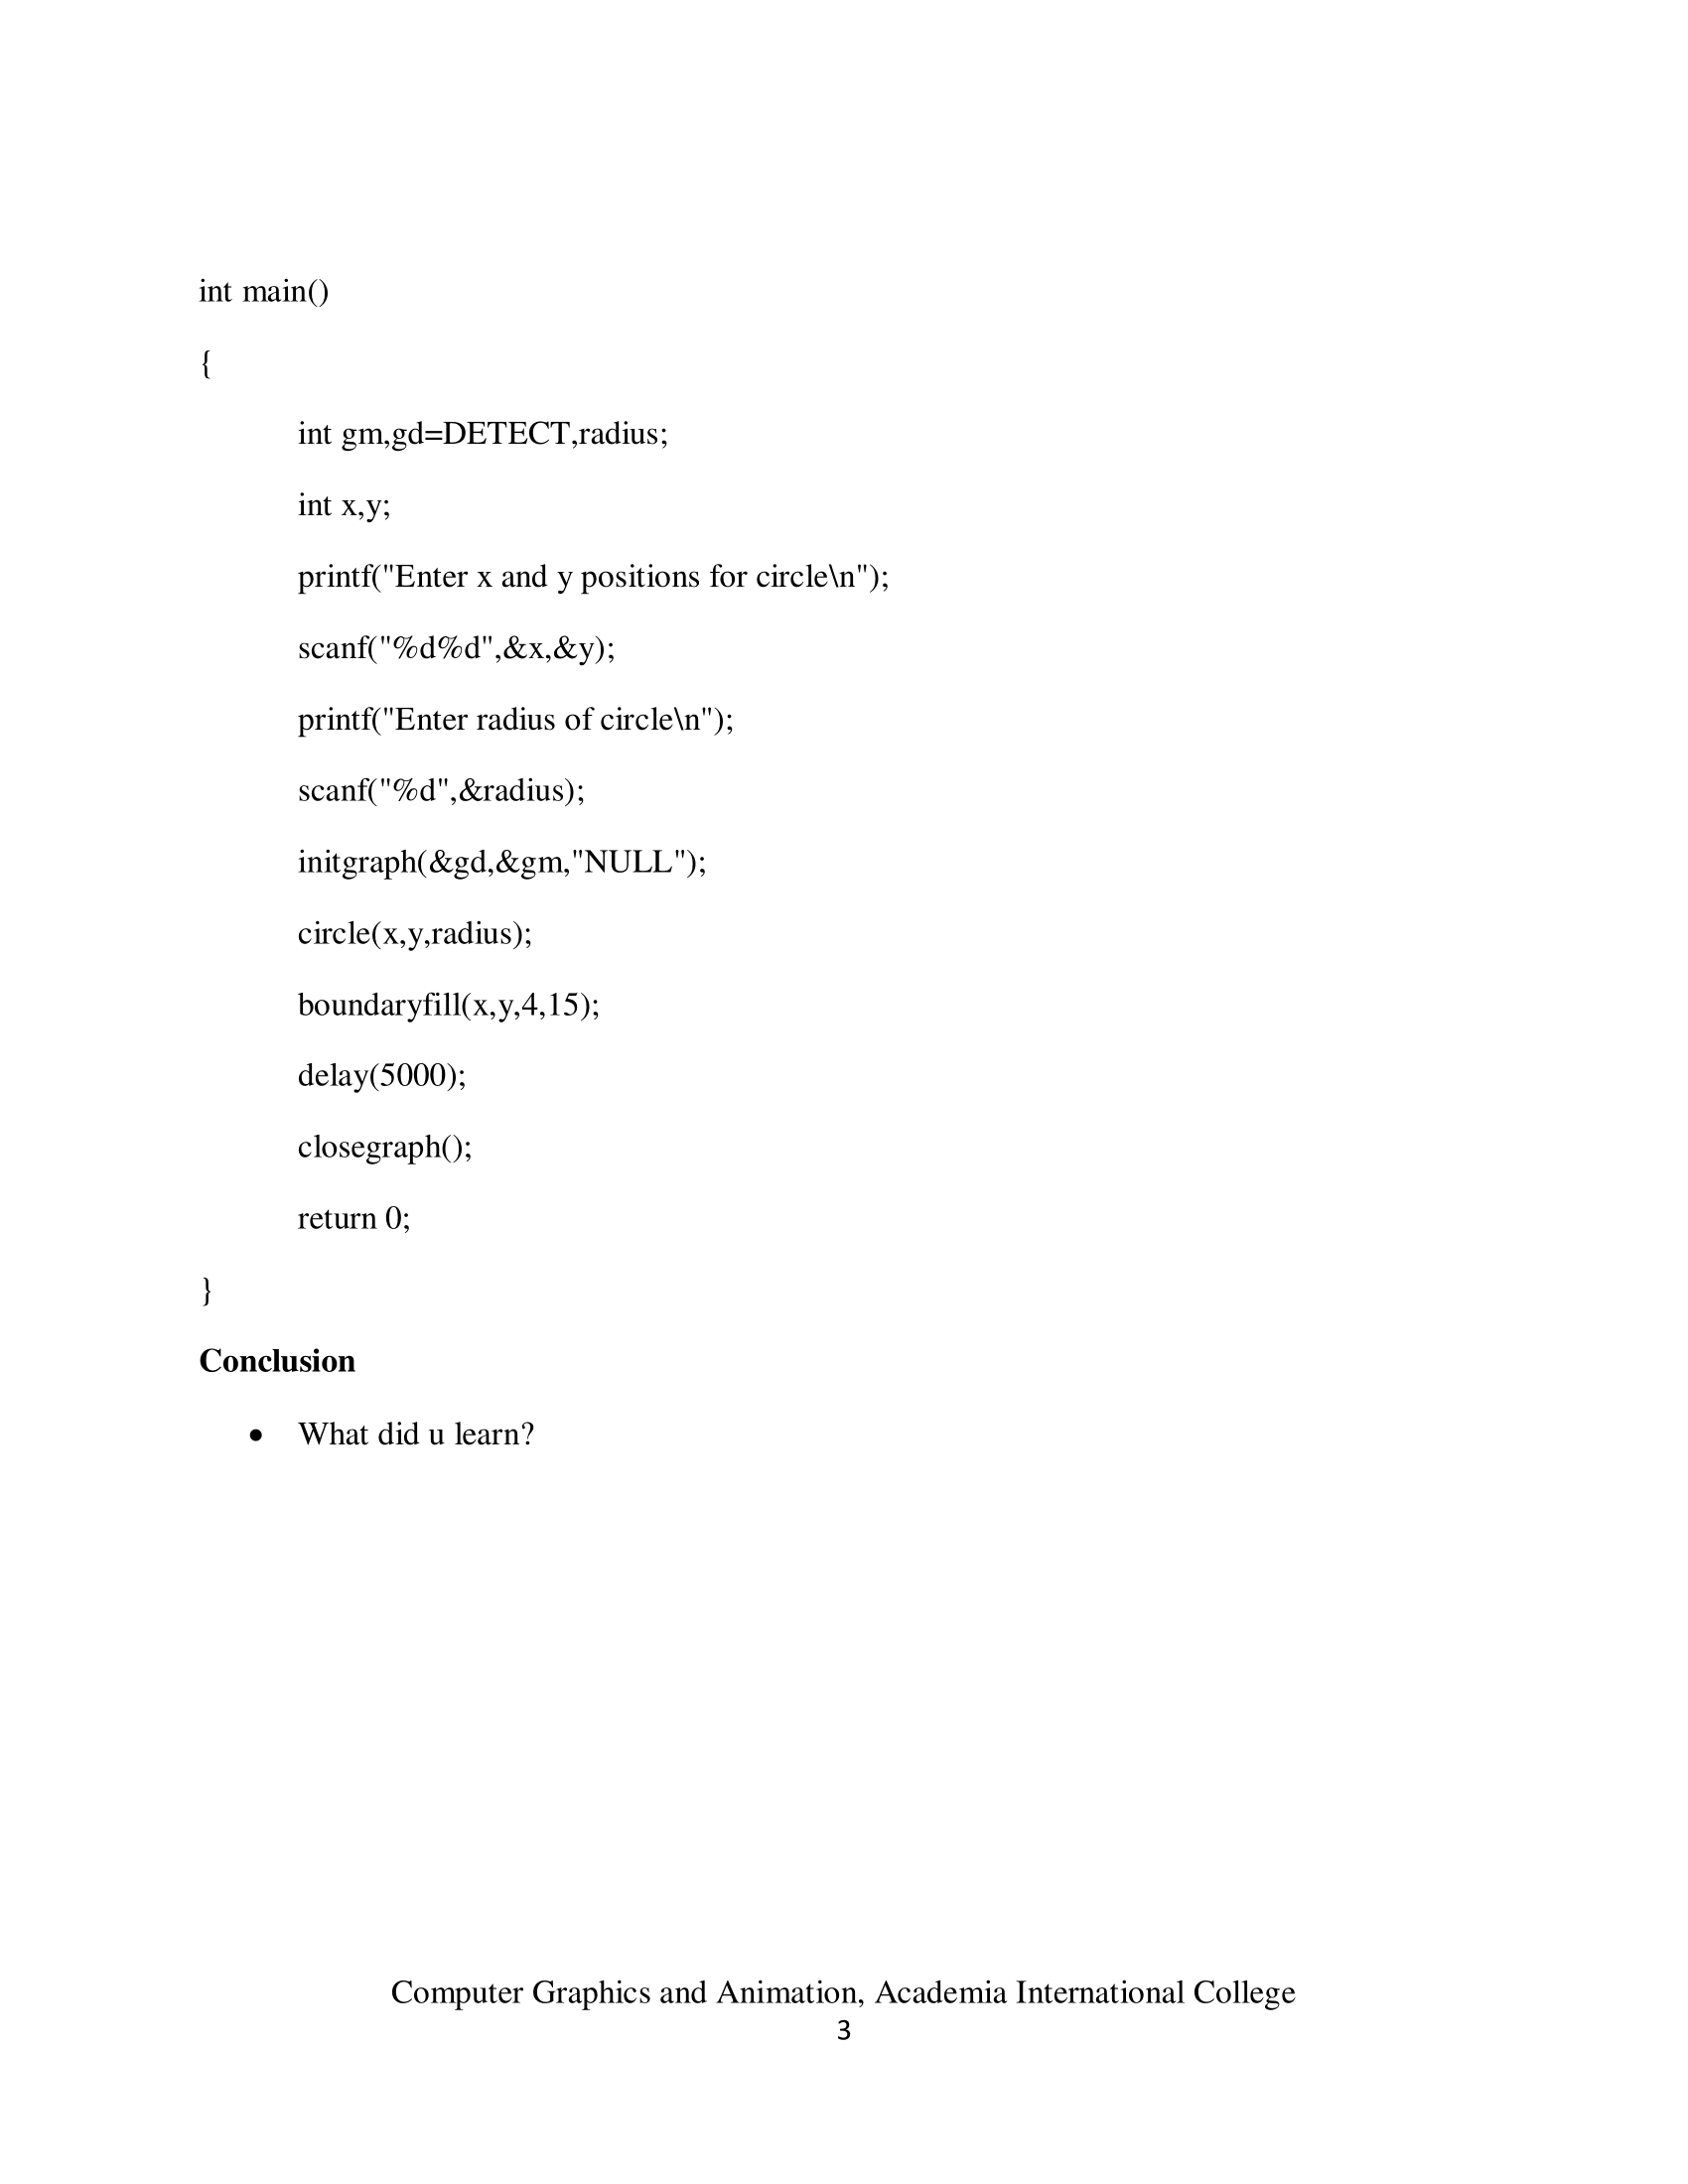 int main()
{
int gm,gd=DETECT,radius;
int x,y;
printf("Enter x and y positions for circle\n");
scanf("%d%d",&x,&y);
printf("Enter radius of circle\n");
scanf("%d",&radius);
initgraph(&gd,&gm,"NULL");
circle(x,y,radius);
boundaryfill(x,y,4,15);
delay(5000);
closegraph();
return 0;
}
Conclusion
• What did u learn?
Computer Graphics and Animation, Academia International College
3